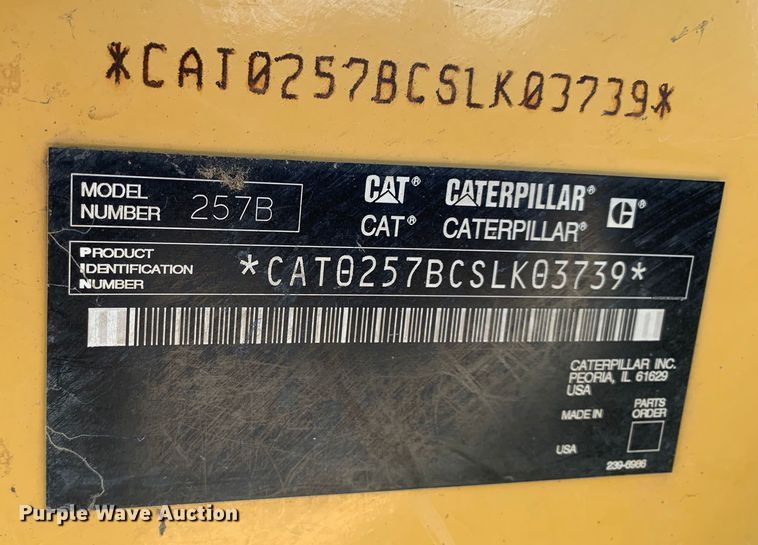 *CAT0257BCSLK03739*
MODEL NUMBER 257B
CAT® CATERPILLAR® C®
CAT® CATERPILLAR®
PRODUCT IDENTIFICATION NUMBER *CAT0257BCSLK03739*
CATERPILLAR INC.
PEORIA, IL 61629
USA
MADE IN
PARTS ORDER
USA
239-6986
Purple Wave Auction